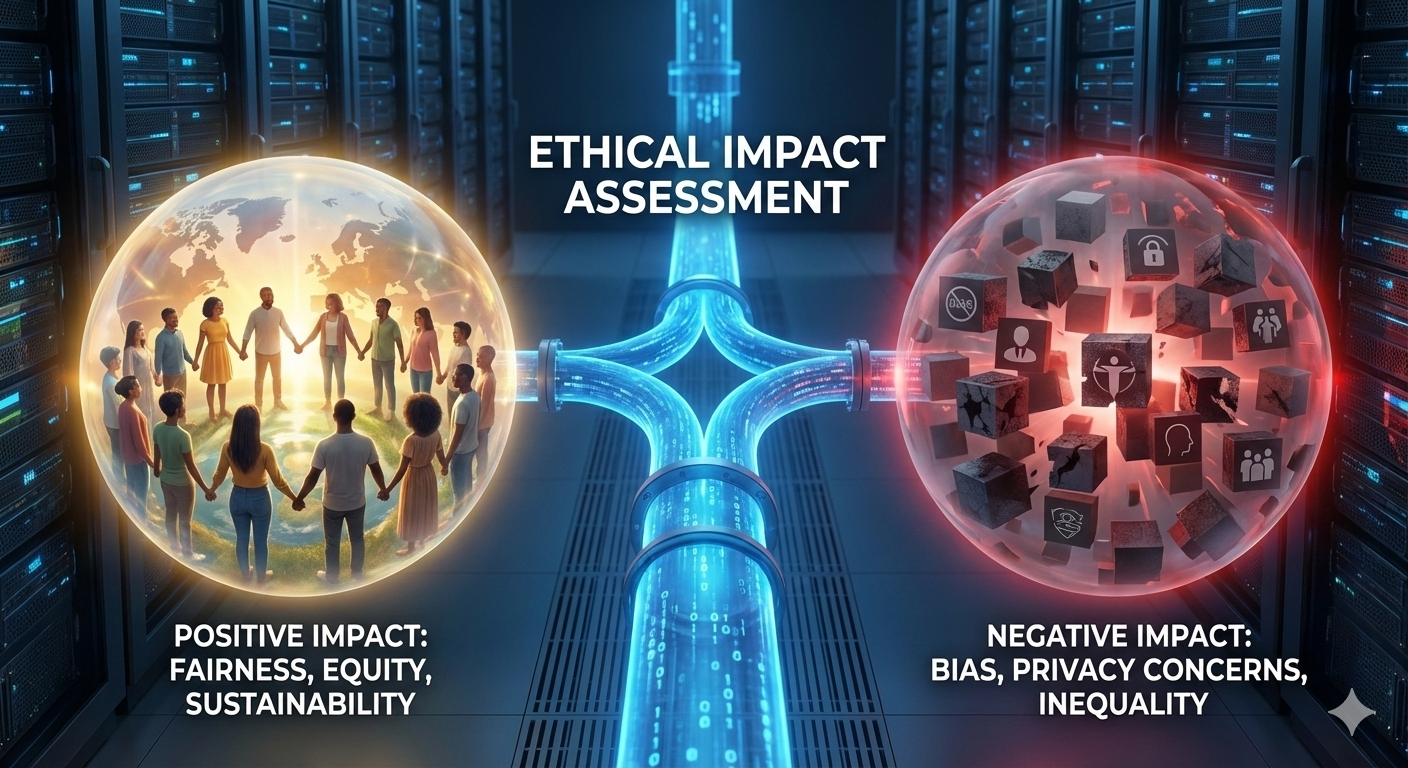 ETHICAL IMPACT
ASSESSMENT
POSITIVE IMPACT:
FAIRNESS, EQUITY,
SUSTAINABILITY
NEGATIVE IMPACT:
BIAS, PRIVACY CONCERNS,
INEQUALITY